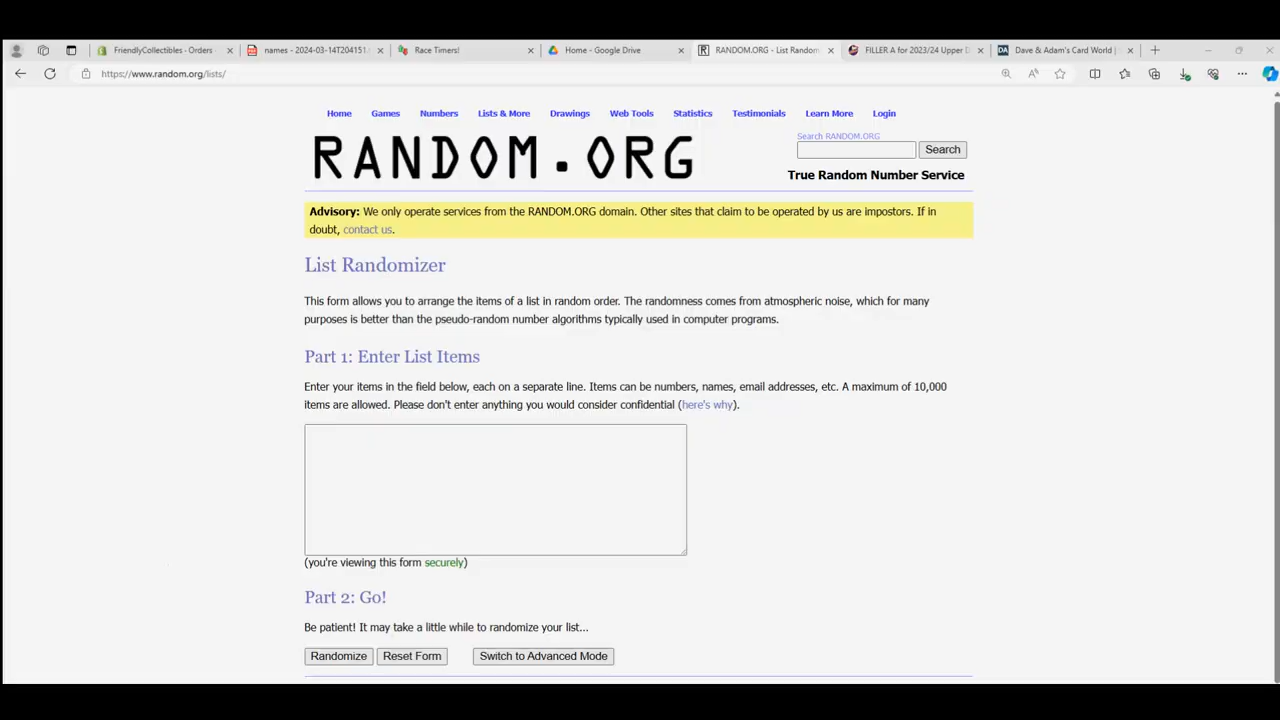 FriendlyCollectibles - Orders
names - 2024-03-14T204151.
Race Timers!
Home - Google Drive
RANDOM.ORG - List Random
FILLER A for 2023/24 Upper D
Dave & Adam's Card World |
https://www.random.org/lists/
Home Games Numbers Lists & More Drawings Web Tools Statistics Testimonials Learn More Login
RANDOM.ORG
Search RANDOM.ORG
Search
True Random Number Service
Advisory: We only operate services from the RANDOM.ORG domain. Other sites that claim to be operated by us are impostors. If in
doubt, contact us.
List Randomizer
This form allows you to arrange the items of a list in random order. The randomness comes from atmospheric noise, which for many
purposes is better than the pseudo-random number algorithms typically used in computer programs.
Part 1: Enter List Items
Enter your items in the field below, each on a separate line. Items can be numbers, names, email addresses, etc. A maximum of 10,000
items are allowed. Please don't enter anything you would consider confidential (here's why).
(you're viewing this form securely)
Part 2: Go!
Be patient! It may take a little while to randomize your list...
Randomize Reset Form Switch to Advanced Mode